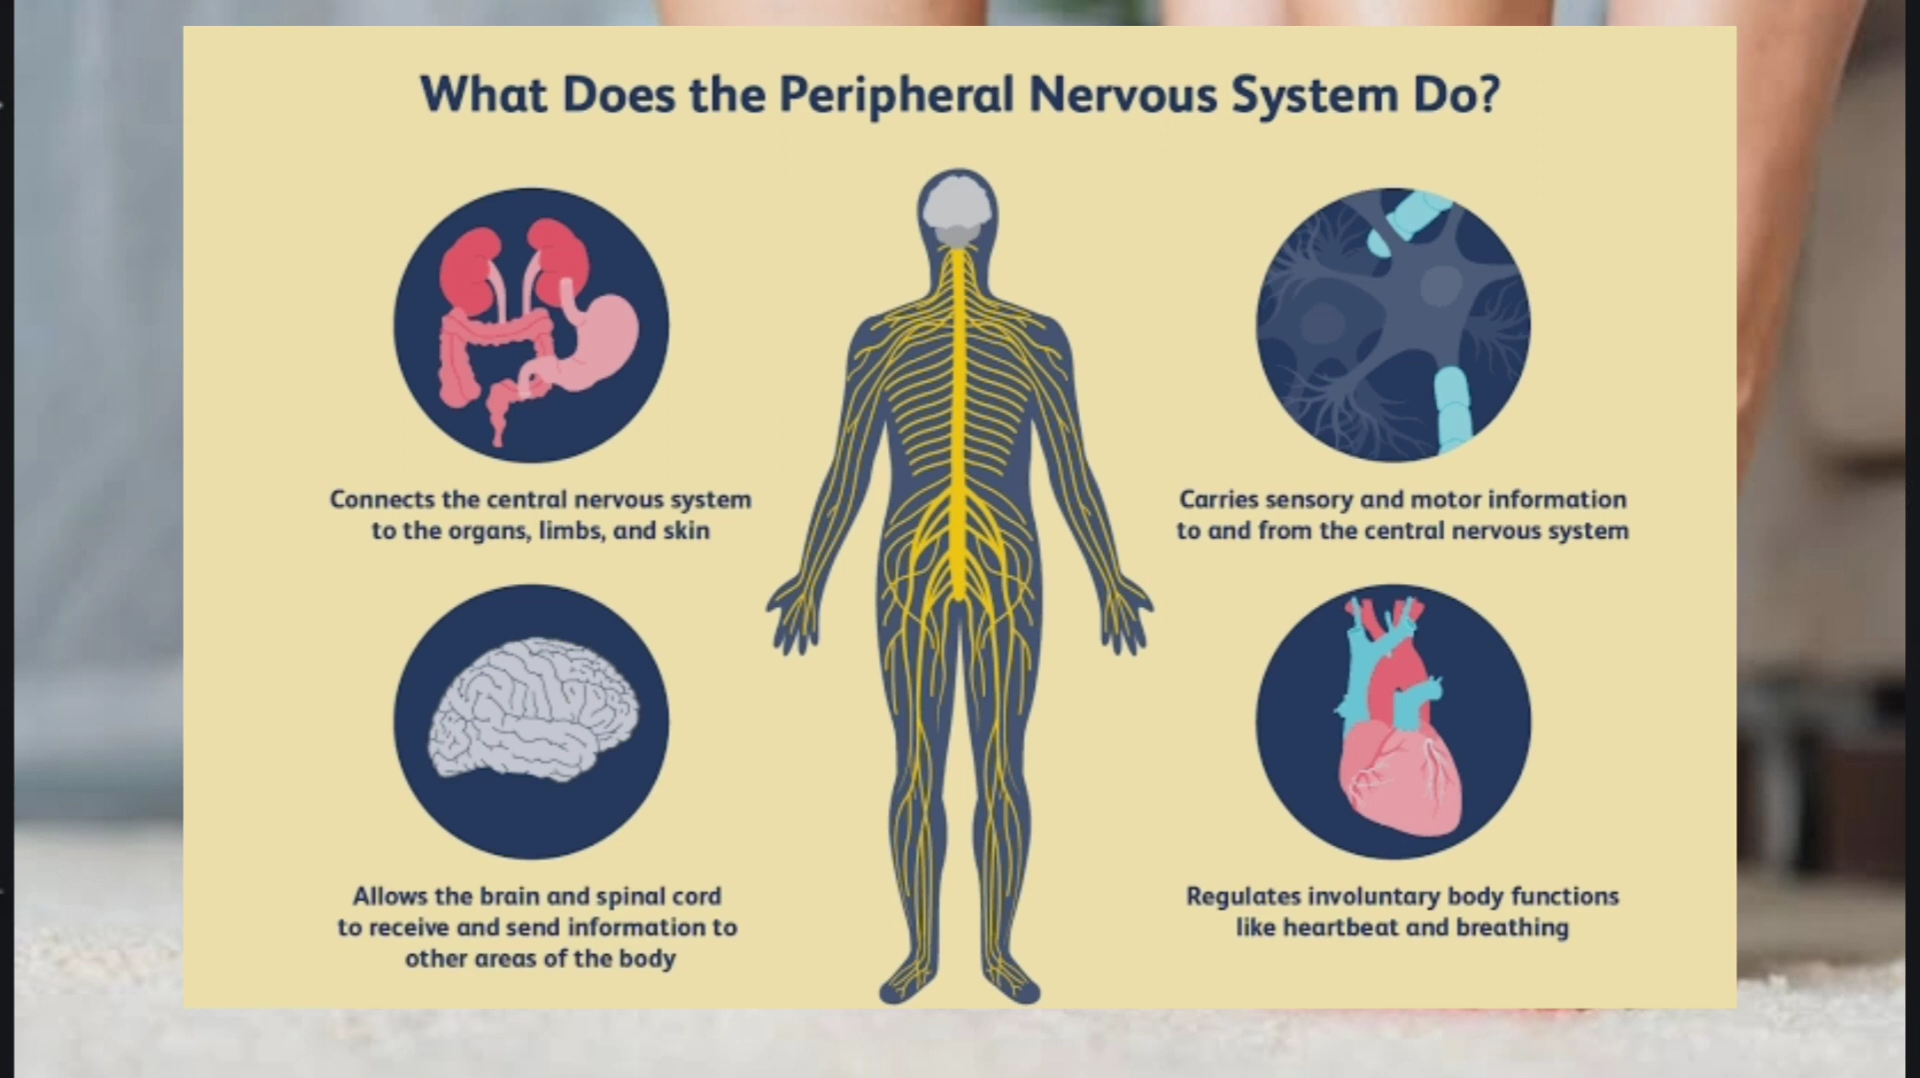 What Does the Peripheral Nervous System Do?
Connects the central nervous system
to the organs, limbs, and skin
Carries sensory and motor information
to and from the central nervous system
Allows the brain and spinal cord
to receive and send information to
other areas of the body
Regulates involuntary body functions
like heartbeat and breathing